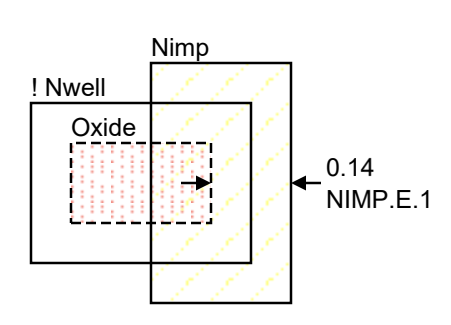 Nimp
! Nwell
Oxide
0.14
NIMP.E.1